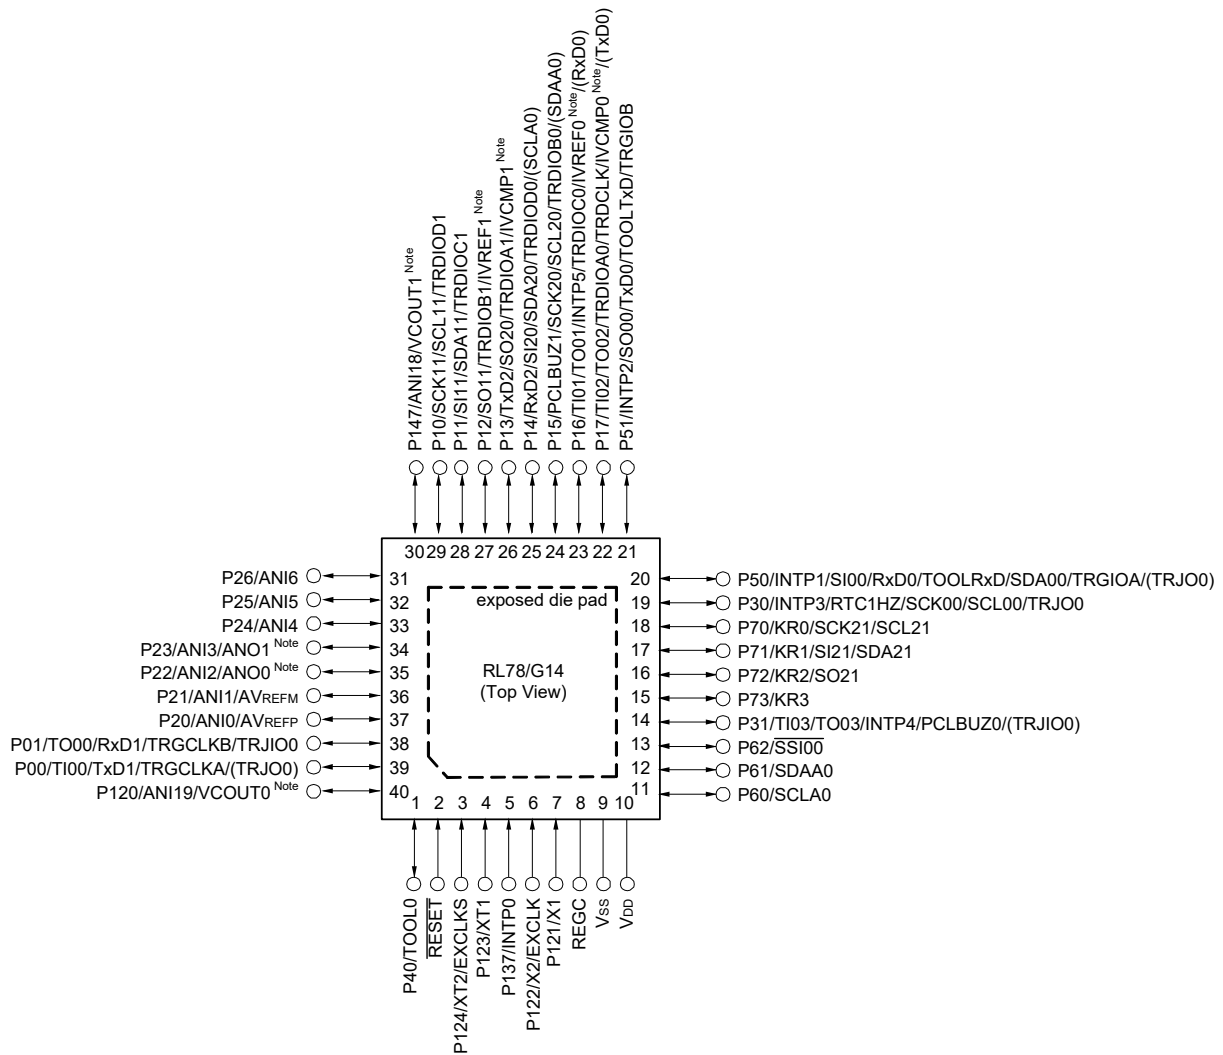 P147/ANI18/VCOUT1 Note
P10/SCK11/SCL11/TRDIOD1
P11/SI11/SDA11/TRDIOC1
P12/SO11/TRDIOB1/IVREF1 Note
P13/TxD2/SO20/TRDIOA1/IVCMP1 Note
P14/RxD2/SI20/SDA20/TRDIOD0/(SCLA0)
P15/PCLBUZ1/SCK20/SCL20/TRDIOB0/(SDAA0)
P16/TI01/TO01/INTP5/TRDIOC0/IVREF0 Note/(RxD0)
P17/TI02/TO02/TRDIOA0/TRDCLK/IVCMP0 Note/(TxD0)
P51/INTP2/SO00/TxD0/TOOLTxD/TRGIOB
30 29 28 27 26 25 24 23 22 21
P26/ANI6 31
P25/ANI5 32
P24/ANI4 33
P23/ANI3/ANO1 Note 34
P22/ANI2/ANO0 Note 35
P21/ANI1/AVREFM 36
P20/ANI0/AVREFP 37
P01/TO00/RxD1/TRGCLKB/TRJIO0 38
P00/TI00/TxD1/TRGCLKA/(TRJO0) 39
P120/ANI19/VCOUT0 Note 40
exposed die pad
RL78/G14
(Top View)
20 P50/INTP1/SI00/RxD0/TOOLRxD/SDA00/TRGIOA/(TRJO0)
19 P30/INTP3/RTC1HZ/SCK00/SCL00/TRJO0
18 P70/KR0/SCK21/SCL21
17 P71/KR1/SI21/SDA21
16 P72/KR2/SO21
15 P73/KR3
14 P31/TI03/TO03/INTP4/PCLBUZ0/(TRJIO0)
13 P62/SSI00
12 P61/SDAA0
11 P60/SCLA0
1 2 3 4 5 6 7 8 9 10
P40/TOOL0
RESET
P124/XT2/EXCLKS
P123/XT1
P137/INTP0
P122/X2/EXCLK
P121/X1
REGC
VSS
VDD